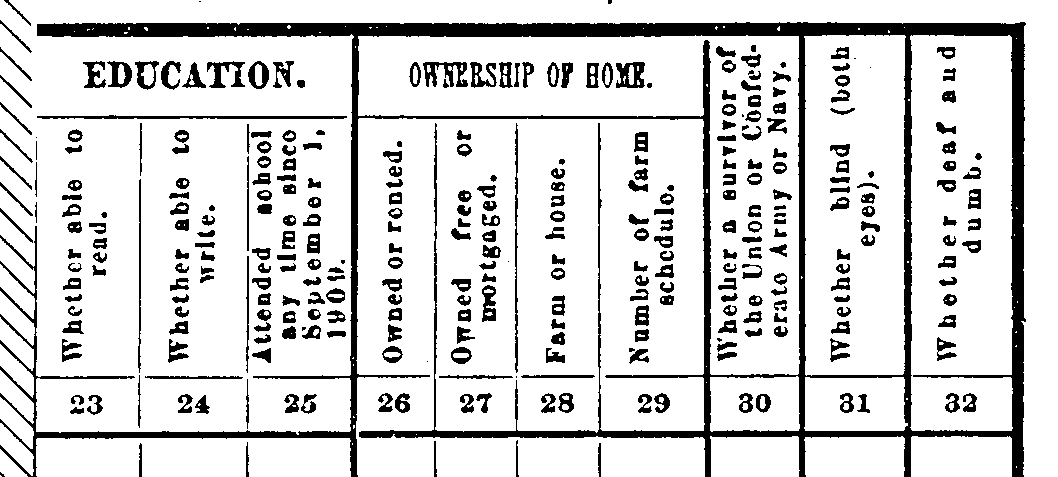 EDUCATION.
OWNERSHIP OF HOME.
Whether able to
read.
Whether able to
write.
Attended school
any time since
September 1,
1909.
Owned or rented.
Owned free or
mortgaged.
Farm or house.
Number of farm
schedule.
Whether a survivor of
the Union or Confed-
erate Army or Navy.
Whether blind (both
eyes).
Whether deaf and
dumb.
23 24 25 26 27 28 29 30 31 32